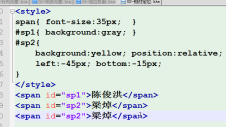 <style>
span{ font-size:35px; }
#sp1{ background:gray; }
#sp2{
background:yellow; position:relative;
left:-45px; bottom:-15px;
}
</style>
<span id="sp1">陈俊洪</span>
<span id="sp2">梁焯</span>
<span id="sp2">梁焯</span>